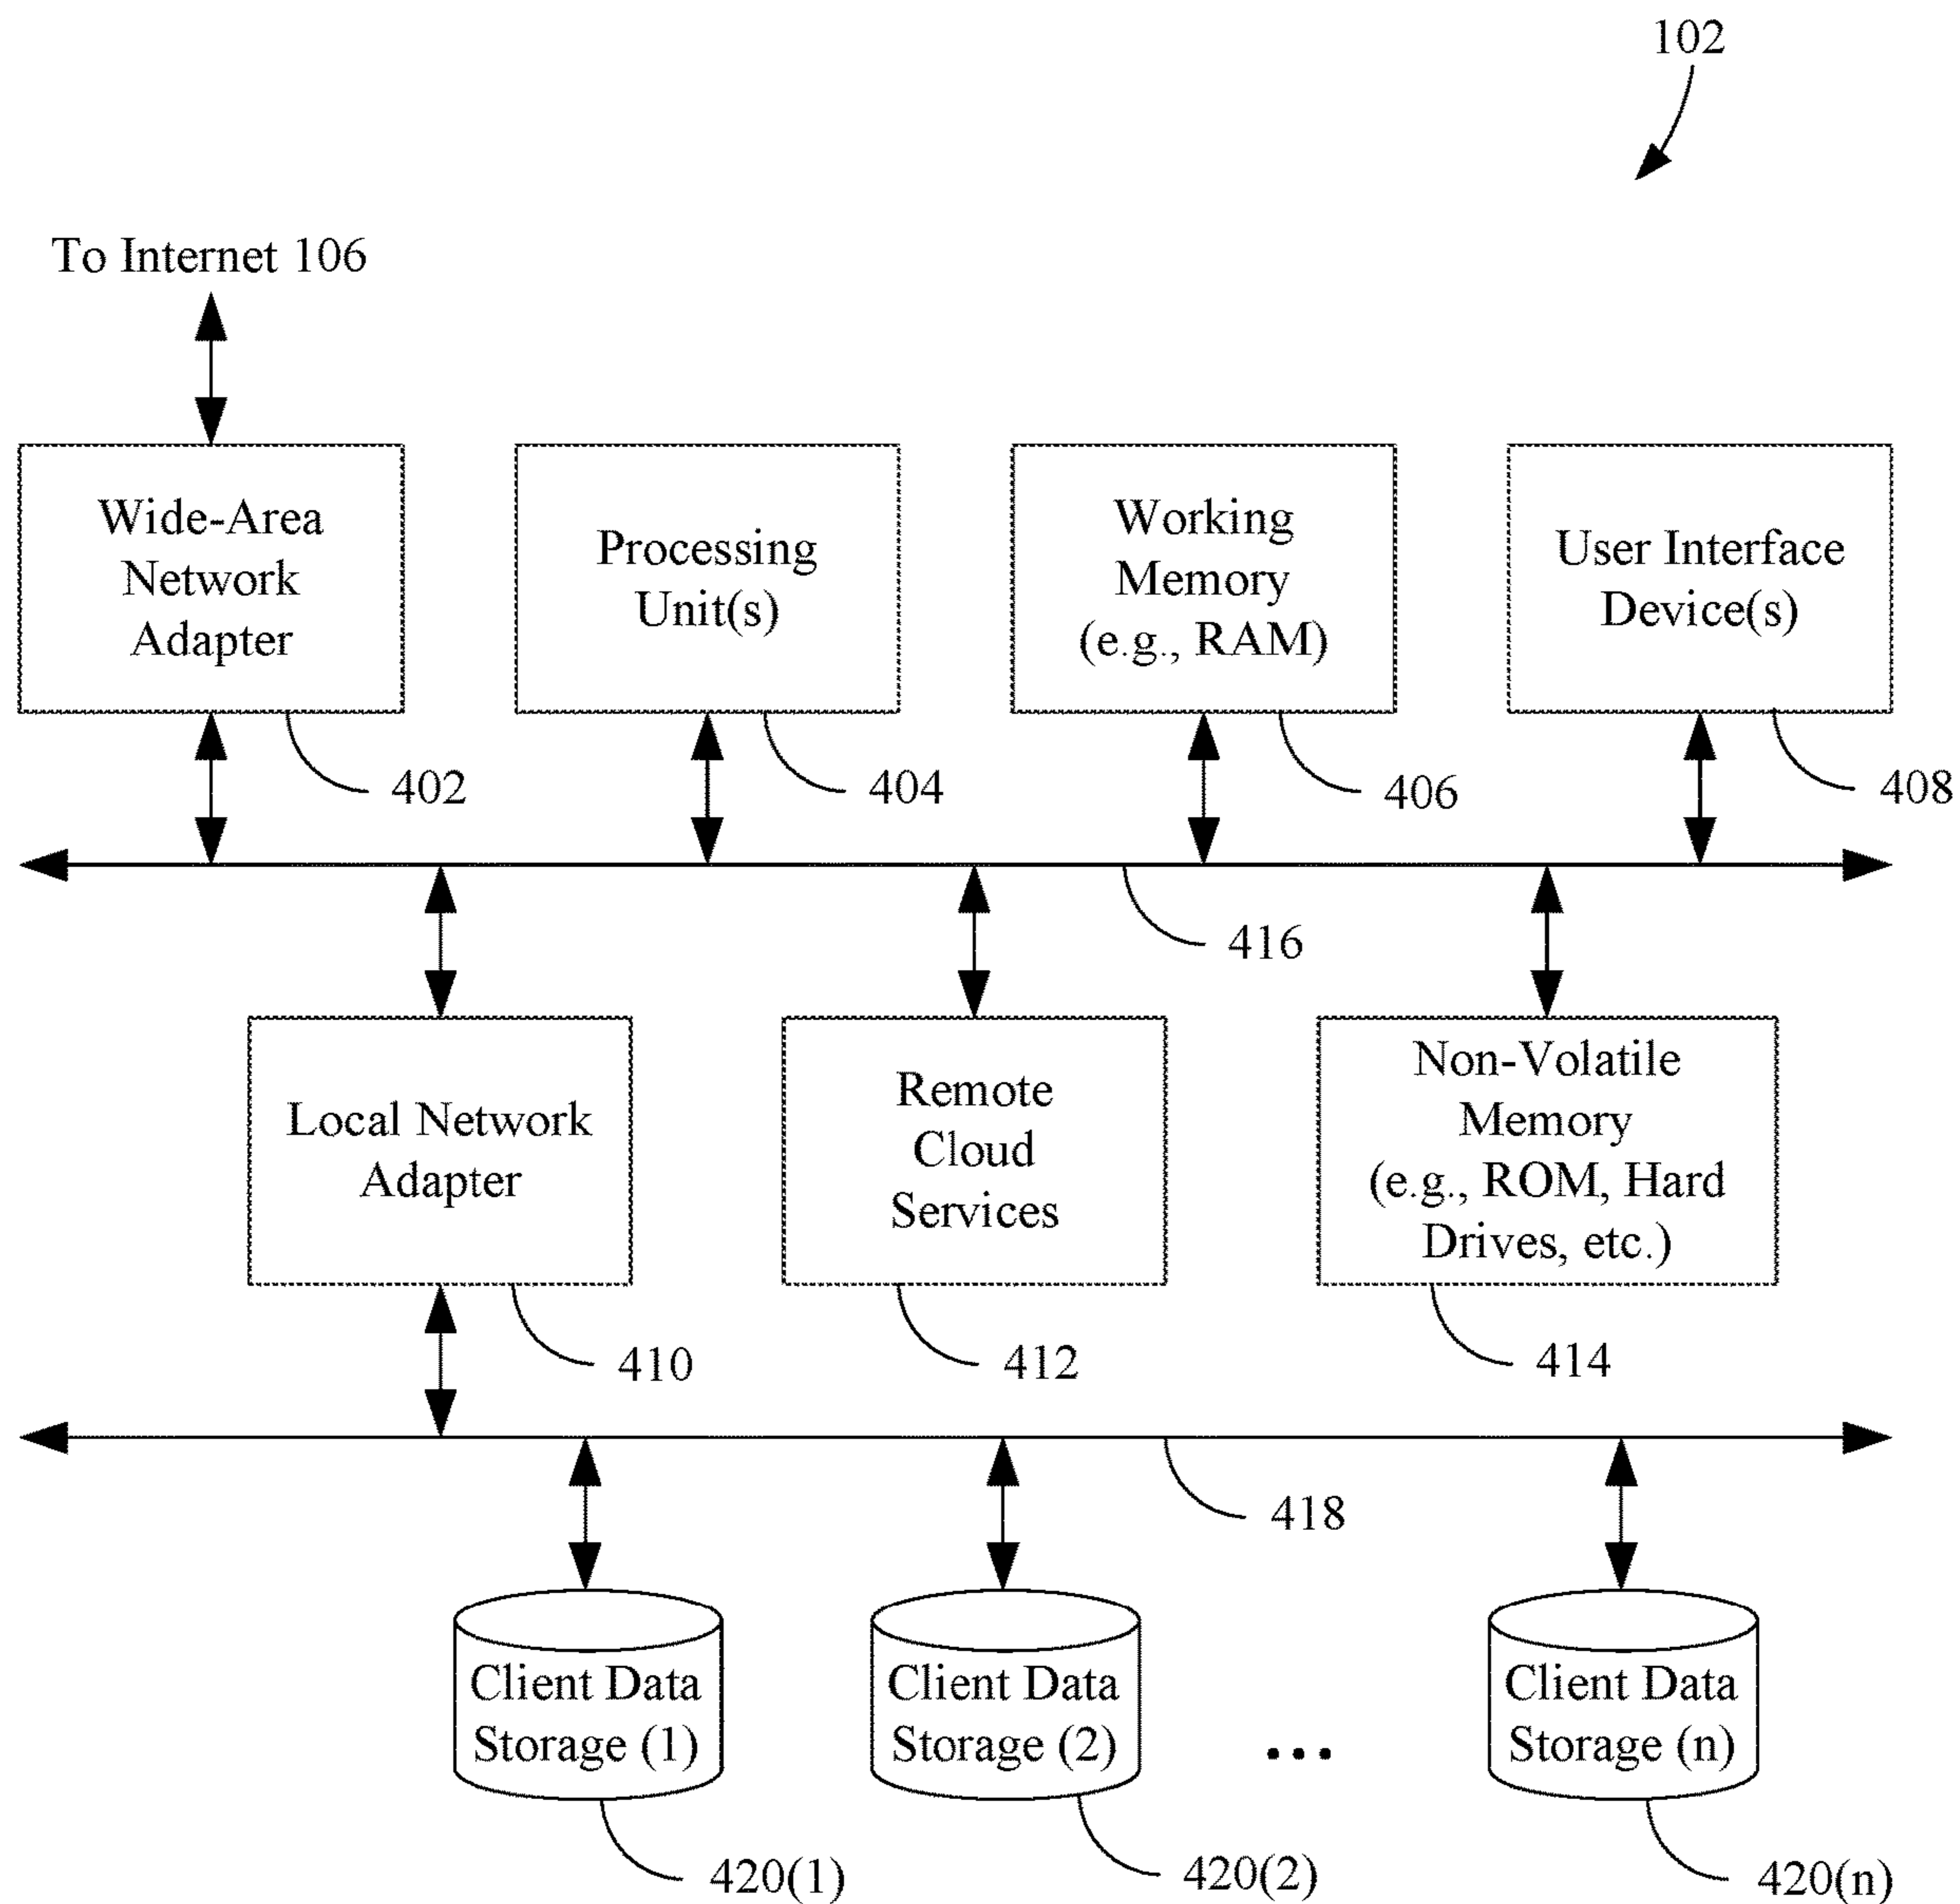 102
To Internet 106
Wide-Area
Network
Adapter
Processing
Unit(s)
Working
Memory
(e.g., RAM)
User Interface
Device(s)
402
404
406
408
416
Local Network
Adapter
Remote
Cloud
Services
Non-Volatile
Memory
(e.g., ROM, Hard
Drives, etc.)
410
412
414
418
Client Data
Storage (1)
Client Data
Storage (2)
...
Client Data
Storage (n)
420(1)
420(2)
420(n)